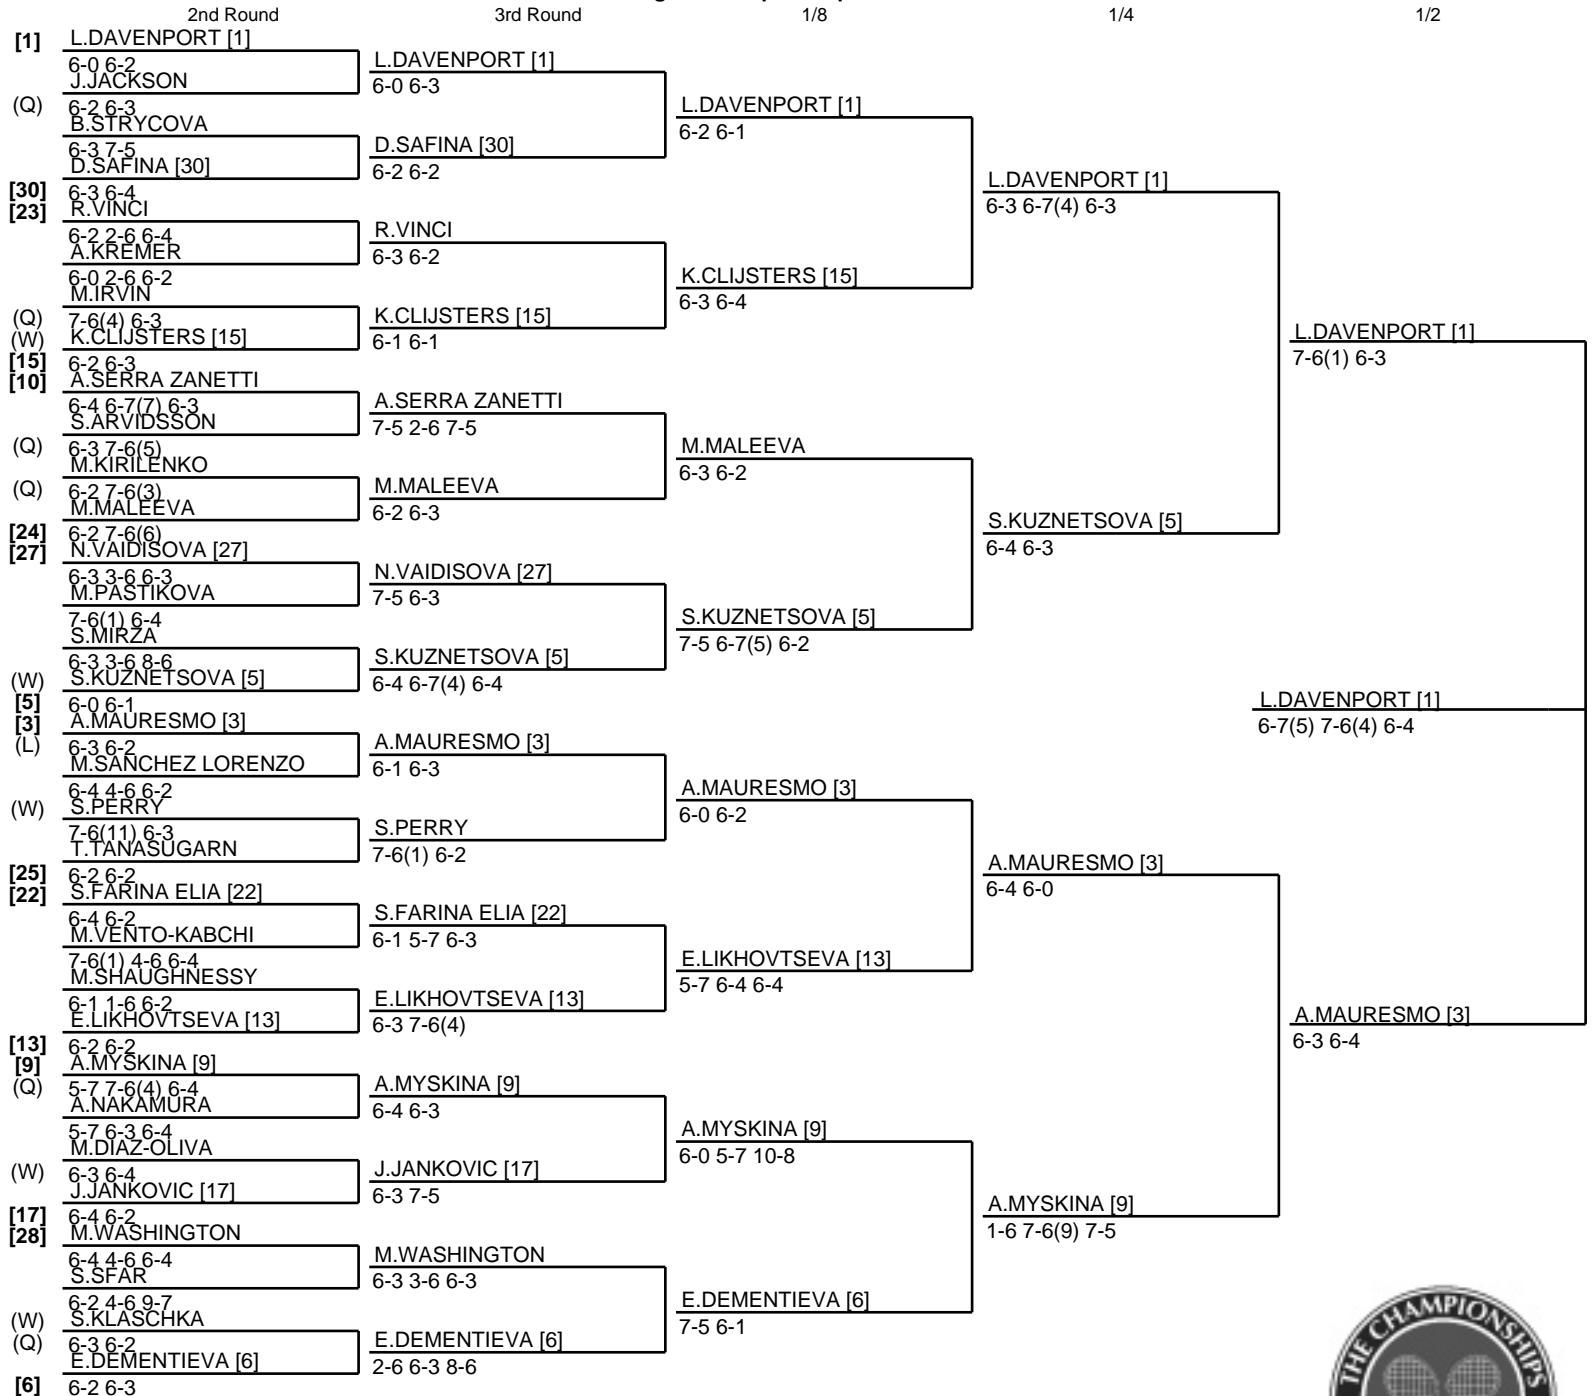 2nd Round 3rd Round 1/8 1/4 1/2
[1] L.DAVENPORT [1]
6-0 6-2
J.JACKSON
(Q) 6-2 6-3
B.STRYCOVA
6-3 7-5
D.SAFINA [30]
[30] 6-3 6-4
[23] R.VINCI
6-2 2-6 6-4
A.KREMER
6-0 2-6 6-2
M.IRVIN
(Q) 7-6(4) 6-3
(W) K.CLIJSTERS [15]
[15] 6-2 6-3
[10] A.SERRA ZANETTI
6-4 6-7(7) 6-3
S.ARVIDSSON
(Q) 6-3 7-6(5)
M.KIRILENKO
(Q) 6-2 7-6(3)
M.MALEEVA
[24] 6-2 7-6(6)
[27] N.VAIDISOVA [27]
6-3 3-6 6-3
M.PASTIKOVA
7-6(1) 6-4
S.MIRZA
6-3 3-6 8-6
(W) S.KUZNETSOVA [5]
[5] 6-0 6-1
[3] A.MAURESMO [3]
(L) 6-3 6-2
M.SANCHEZ LORENZO
6-4 4-6 6-2
(W) S.PERRY
7-6(11) 6-3
T.TANASUGARN
[25] 6-2 6-2
[22] S.FARINA ELIA [22]
6-4 6-2
M.VENTO-KABCHI
7-6(1) 4-6 6-4
M.SHAUGHNESSY
6-1 1-6 6-2
E.LIKHOVTSEVA [13]
[13] 6-2 6-2
[9] A.MYSKINA [9]
(Q) 5-7 7-6(4) 6-4
A.NAKAMURA
5-7 6-3 6-4
M.DIAZ-OLIVA
(W) 6-3 6-4
J.JANKOVIC [17]
[17] 6-4 6-2
[28] M.WASHINGTON
6-4 4-6 6-4
S.SFAR
6-2 4-6 9-7
(W) S.KLASCHKA
(Q) 6-3 6-2
E.DEMENTIEVA [6]
[6] 6-2 6-3
L.DAVENPORT [1]
6-0 6-3
D.SAFINA [30]
6-2 6-2
R.VINCI
6-3 6-2
K.CLIJSTERS [15]
6-1 6-1
A.SERRA ZANETTI
7-5 2-6 7-5
M.MALEEVA
6-2 6-3
N.VAIDISOVA [27]
7-5 6-3
S.KUZNETSOVA [5]
6-4 6-7(4) 6-4
A.MAURESMO [3]
6-1 6-3
S.PERRY
7-6(1) 6-2
S.FARINA ELIA [22]
6-1 5-7 6-3
E.LIKHOVTSEVA [13]
6-3 7-6(4)
A.MYSKINA [9]
6-4 6-3
J.JANKOVIC [17]
6-3 7-5
M.WASHINGTON
6-3 3-6 6-3
E.DEMENTIEVA [6]
2-6 6-3 8-6
L.DAVENPORT [1]
6-2 6-1
K.CLIJSTERS [15]
6-3 6-4
M.MALEEVA
6-3 6-2
S.KUZNETSOVA [5]
7-5 6-7(5) 6-2
A.MAURESMO [3]
6-0 6-2
E.LIKHOVTSEVA [13]
5-7 6-4 6-4
A.MYSKINA [9]
6-0 5-7 10-8
E.DEMENTIEVA [6]
7-5 6-1
L.DAVENPORT [1]
6-3 6-7(4) 6-3
S.KUZNETSOVA [5]
6-4 6-3
A.MAURESMO [3]
6-4 6-0
A.MYSKINA [9]
1-6 7-6(9) 7-5
L.DAVENPORT [1]
7-6(1) 6-3
A.MAURESMO [3]
6-3 6-4
L.DAVENPORT [1]
6-7(5) 7-6(4) 6-4
THE CHAMPIONSHIPS